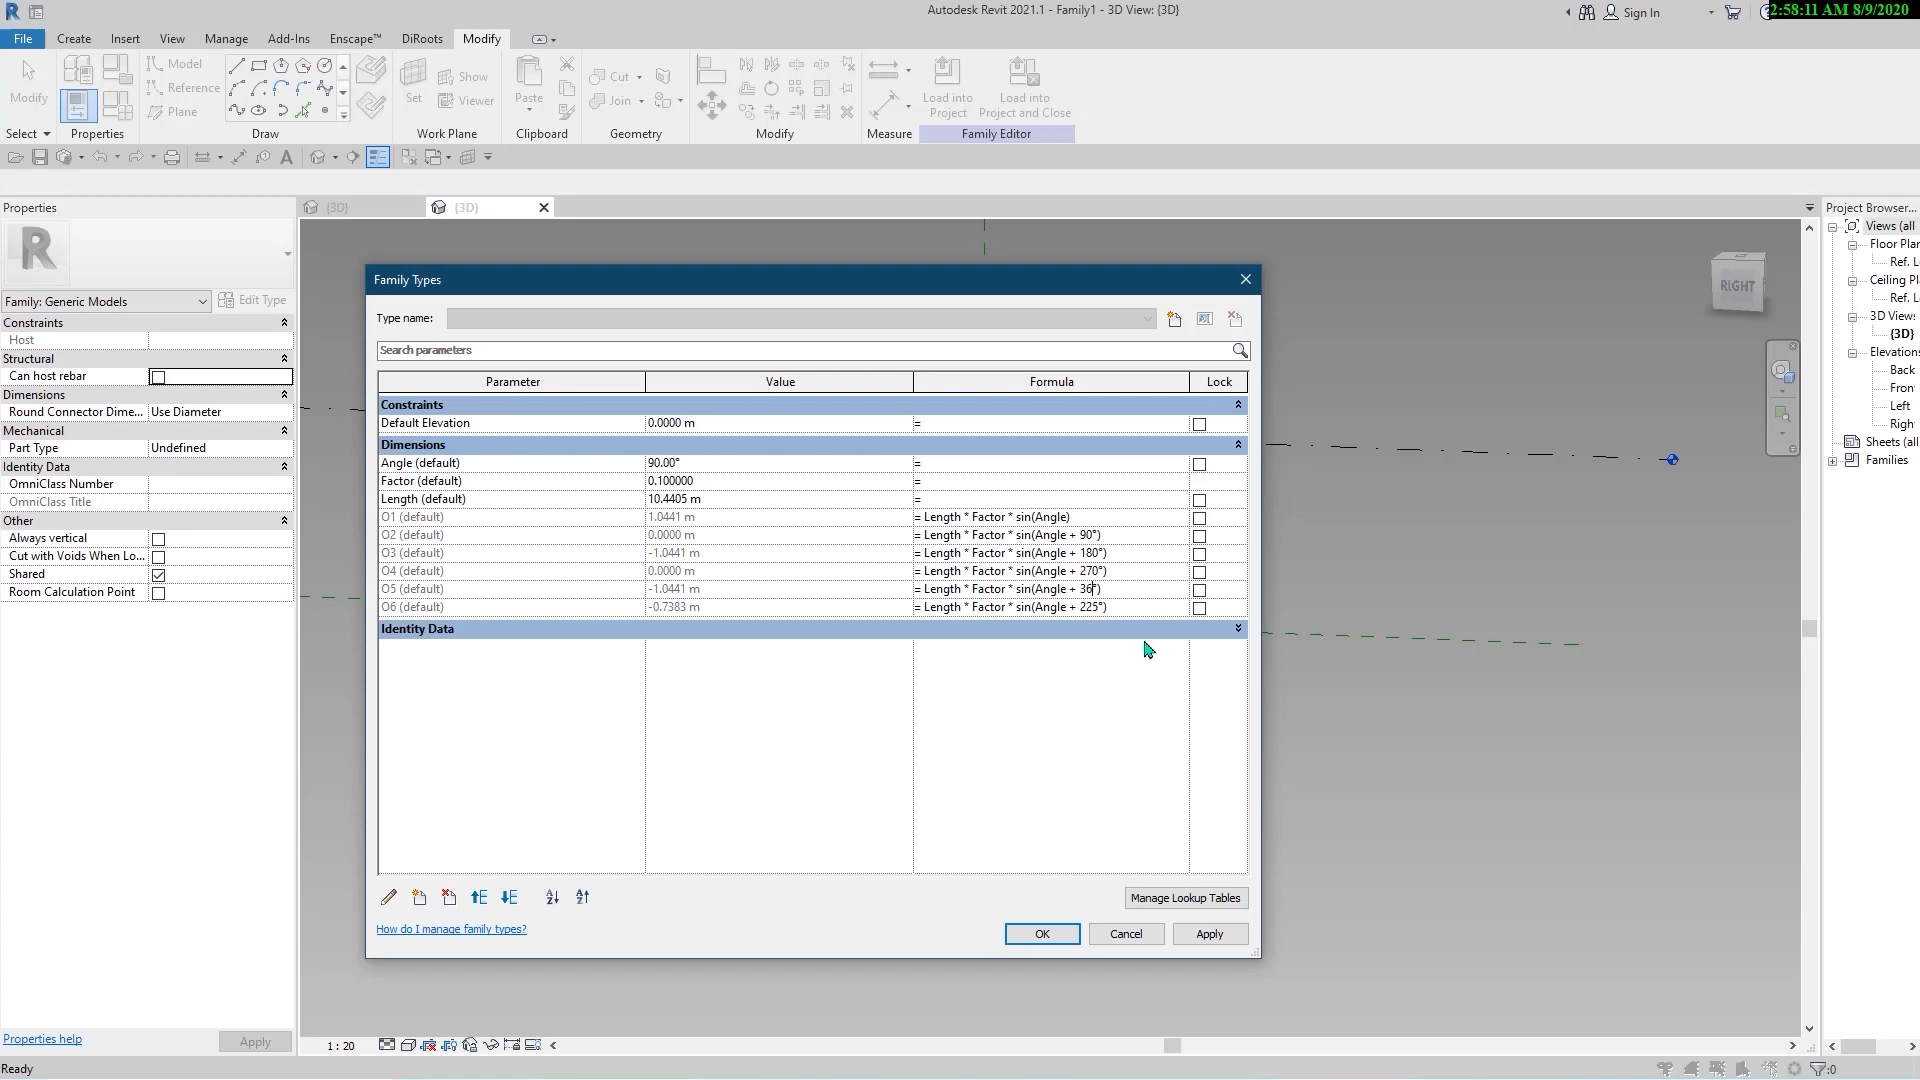 Autodesk Revit 2021.1 - Family1 - 3D View: {3D}
Sign In
2:58:11 AM 8/9/2020
File
Create
Insert
View
Manage
Add-Ins
Enscape™
DiRoots
Modify
Modify
Select
Properties
Model
Reference
Plane
Draw
Set
Show
Viewer
Work Plane
Paste
Clipboard
Cut
Join
Geometry
Modify
Measure
Load into
Project
Load into
Project and Close
Family Editor
Properties
{3D}
{3D}
Project Browser...
Family: Generic Models
Edit Type
Constraints
Host
Structural
Can host rebar
Dimensions
Round Connector Dime...
Use Diameter
Mechanical
Part Type
Undefined
Identity Data
OmniClass Number
OmniClass Title
Other
Always vertical
Cut with Voids When Lo...
Shared
Room Calculation Point
Properties help
Apply
Family Types
Type name:
Search parameters
Parameter Value Formula Lock
Constraints
Default Elevation 0.0000 m =
Dimensions
Angle (default) 90.00° =
Factor (default) 0.100000 =
Length (default) 10.4405 m =
O1 (default) 1.0441 m = Length * Factor * sin(Angle)
O2 (default) 0.0000 m = Length * Factor * sin(Angle + 90°)
O3 (default) -1.0441 m = Length * Factor * sin(Angle + 180°)
O4 (default) 0.0000 m = Length * Factor * sin(Angle + 270°)
O5 (default) -1.0441 m = Length * Factor * sin(Angle + 36°)
O6 (default) -0.7383 m = Length * Factor * sin(Angle + 225°)
Identity Data
Manage Lookup Tables
How do I manage family types?
OK
Cancel
Apply
RIGHT
Views (all
Floor Plan
Ref. L
Ceiling Pl
Ref. L
3D Views
{3D}
Elevations
Back
Fron
Left
Righ
Sheets (all
Families
1 : 20
Ready
:0